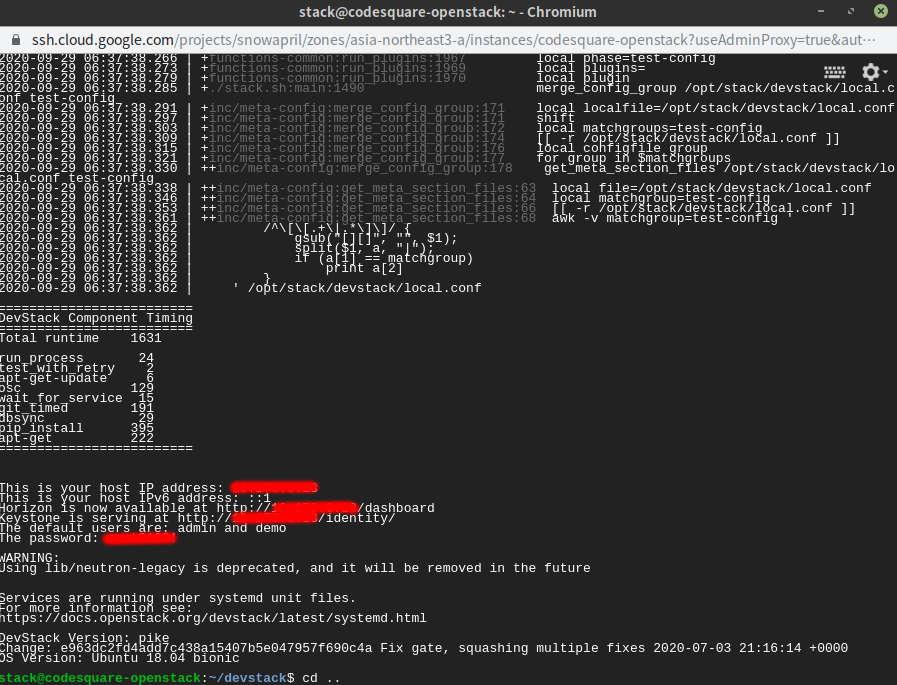 stack@codesquare-openstack: ~ - Chromium
ssh.cloud.google.com/projects/snowapril/zones/asia-northeast3-a/instances/codesquare-openstack?useAdminProxy=true&aut…
2020-09-29 06:37:38.266 | +functions-common:run_plugins:1967 local phase=test-config
2020-09-29 06:37:38.273 | +functions-common:run_plugins:1969 local plugins=
2020-09-29 06:37:38.279 | +functions-common:run_plugins:1970 local plugin
2020-09-29 06:37:38.285 | +./stack.sh:main:1490 merge_config_group /opt/stack/devstack/local.c
onf test-config
2020-09-29 06:37:38.291 | +inc/meta-config:merge_config_group:171 local localfile=/opt/stack/devstack/local.conf
2020-09-29 06:37:38.297 | +inc/meta-config:merge_config_group:171 shift
2020-09-29 06:37:38.303 | +inc/meta-config:merge_config_group:172 local matchgroups=test-config
2020-09-29 06:37:38.309 | +inc/meta-config:merge_config_group:174 [[ -r /opt/stack/devstack/local.conf ]]
2020-09-29 06:37:38.315 | +inc/meta-config:merge_config_group:176 local configfile group
2020-09-29 06:37:38.321 | +inc/meta-config:merge_config_group:177 for group in $matchgroups
2020-09-29 06:37:38.330 | ++inc/meta-config:merge_config_group:178 get_meta_section_files /opt/stack/devstack/lo
cal.conf test-config
2020-09-29 06:37:38.338 | ++inc/meta-config:get_meta_section_files:63 local file=/opt/stack/devstack/local.conf
2020-09-29 06:37:38.346 | ++inc/meta-config:get_meta_section_files:64 local matchgroup=test-config
2020-09-29 06:37:38.353 | ++inc/meta-config:get_meta_section_files:66 [[ -r /opt/stack/devstack/local.conf ]]
2020-09-29 06:37:38.361 | ++inc/meta-config:get_meta_section_files:68 awk -v matchgroup=test-config '
2020-09-29 06:37:38.362 | /^\[\[.+\|.*\]\]/ {
2020-09-29 06:37:38.362 | gsub("[][]", "", $1);
2020-09-29 06:37:38.362 | split($1, a, "|");
2020-09-29 06:37:38.362 | if (a[1] == matchgroup)
2020-09-29 06:37:38.362 | print a[2]
2020-09-29 06:37:38.362 | }
2020-09-29 06:37:38.362 | ' /opt/stack/devstack/local.conf
=========================
DevStack Component Timing
=========================
Total runtime 1631
run_process 24
test_with_retry 2
apt-get-update 6
osc 129
wait_for_service 15
git_timed 191
dbsync 29
pip_install 395
apt-get 222
=========================
This is your host IP address:
This is your host IPv6 address: ::1
Horizon is now available at http:// /dashboard
Keystone is serving at http:// /identity/
The default users are: admin and demo
The password:
WARNING:
Using lib/neutron-legacy is deprecated, and it will be removed in the future
Services are running under systemd unit files.
For more information see:
https://docs.openstack.org/devstack/latest/systemd.html
DevStack Version: pike
Change: e963dc2fd4add7c438a15407b5e047957f690c4a Fix gate, squashing multiple fixes 2020-07-03 21:16:14 +0000
OS Version: Ubuntu 18.04 bionic
stack@codesquare-openstack:~/devstack$ cd ..